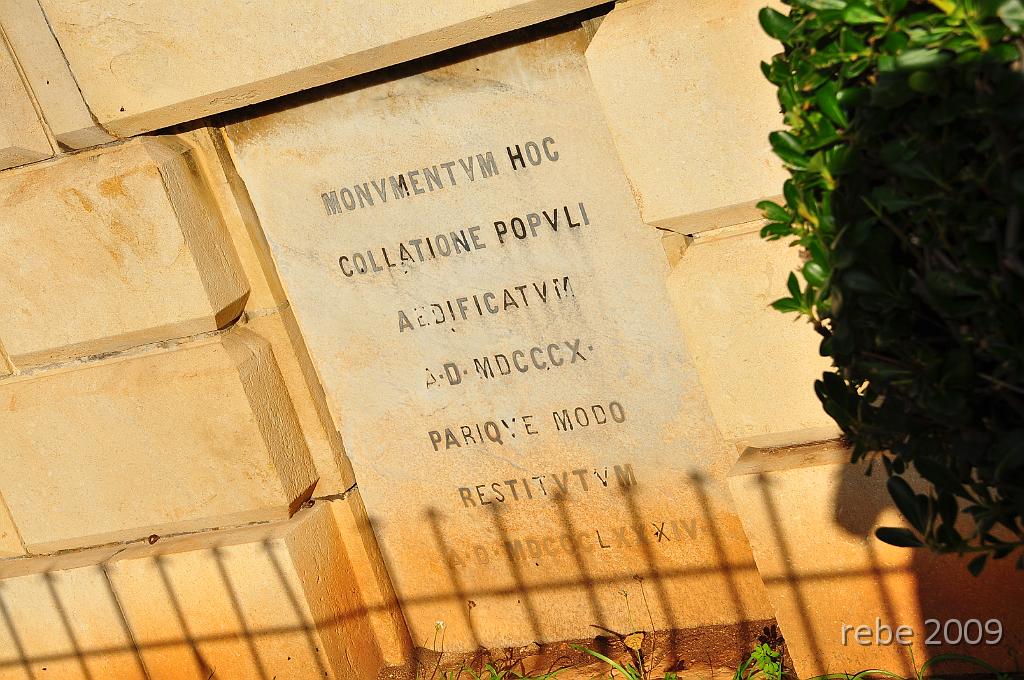 MONVMENTVM HOC
COLLATIONE POPVLI
AEDIFICATVM
A·D· MDCCCX·
PARIQVE MODO
RESTITVTVM
A·D·MDCCCLXXXIV·
rebe 2009